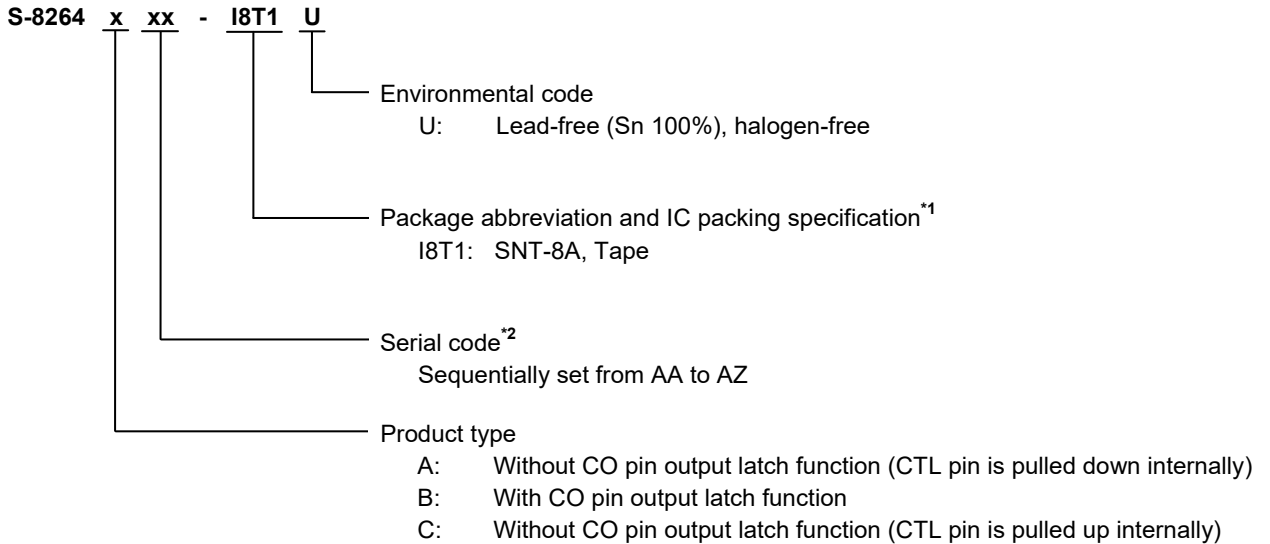 S-8264 x xx - I8T1 U
Environmental code
U: Lead-free (Sn 100%), halogen-free
Package abbreviation and IC packing specification*1
I8T1: SNT-8A, Tape
Serial code*2
Sequentially set from AA to AZ
Product type
A: Without CO pin output latch function (CTL pin is pulled down internally)
B: With CO pin output latch function
C: Without CO pin output latch function (CTL pin is pulled up internally)